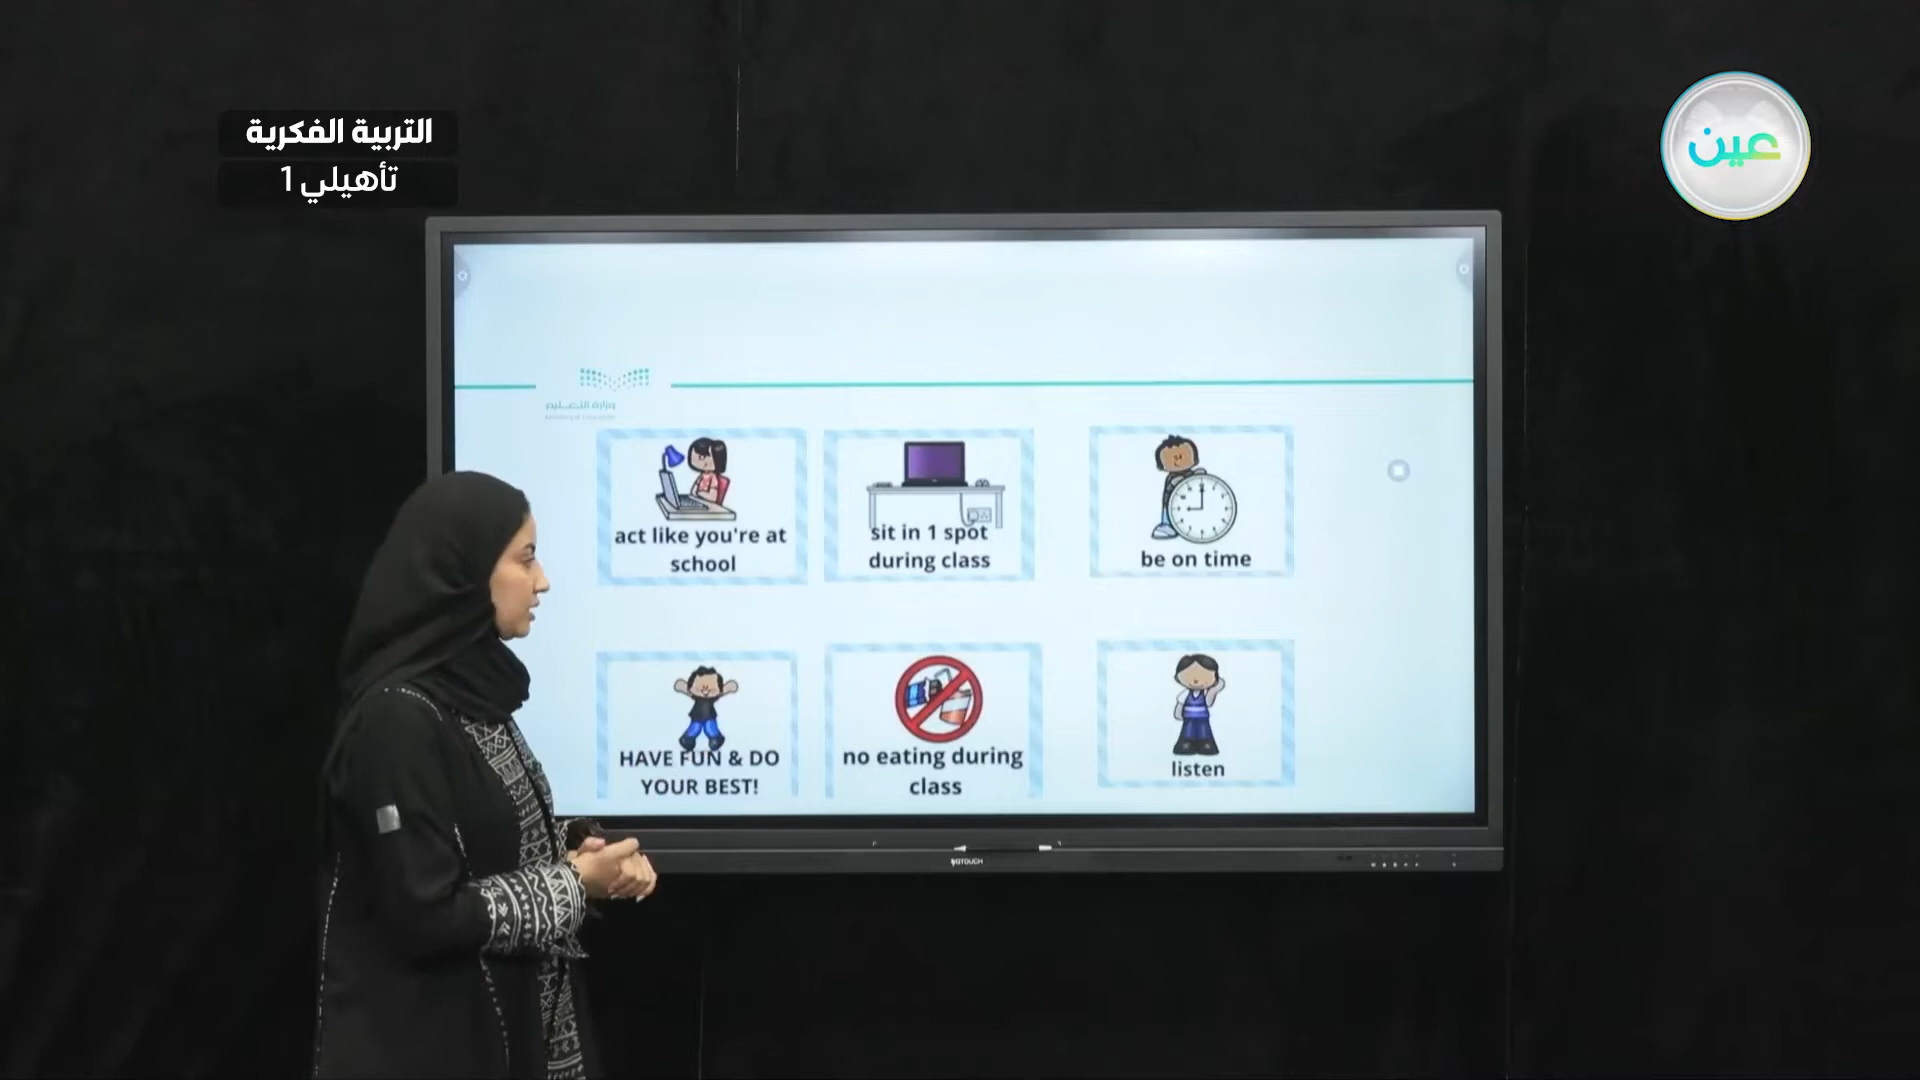 التربية الفكرية
تأهيلي 1
عين
وزارة التعليم
act like you're at
school
sit in 1 spot
during class
be on time
HAVE FUN & DO
YOUR BEST!
no eating during
class
listen